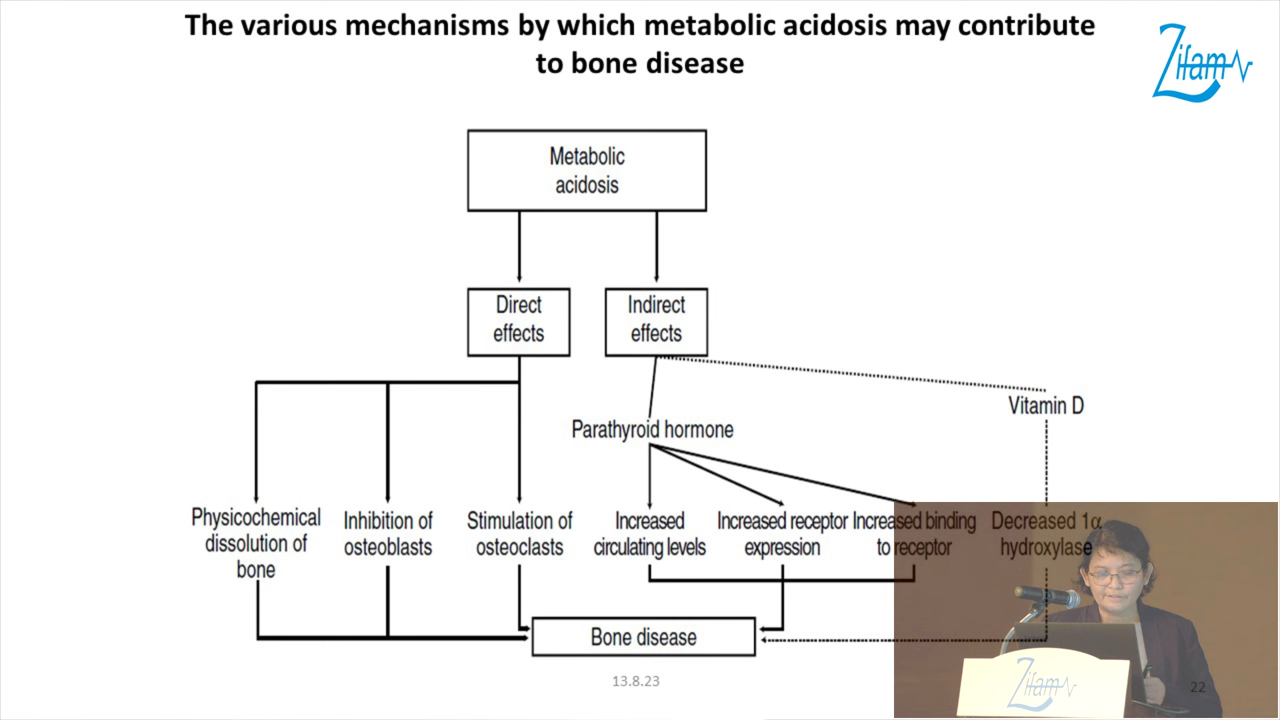 The various mechanisms by which metabolic acidosis may contribute
to bone disease
Zifam
Metabolic
acidosis
Direct
effects
Indirect
effects
Vitamin D
Parathyroid hormone
Physicochemical
dissolution of
bone
Inhibition of
osteoblasts
Stimulation of
osteoclasts
Increased
circulating levels
Increased receptor
expression
Increased binding
to receptor
Decreased 1α
hydroxylase
Bone disease
13.8.23
22
Zifam